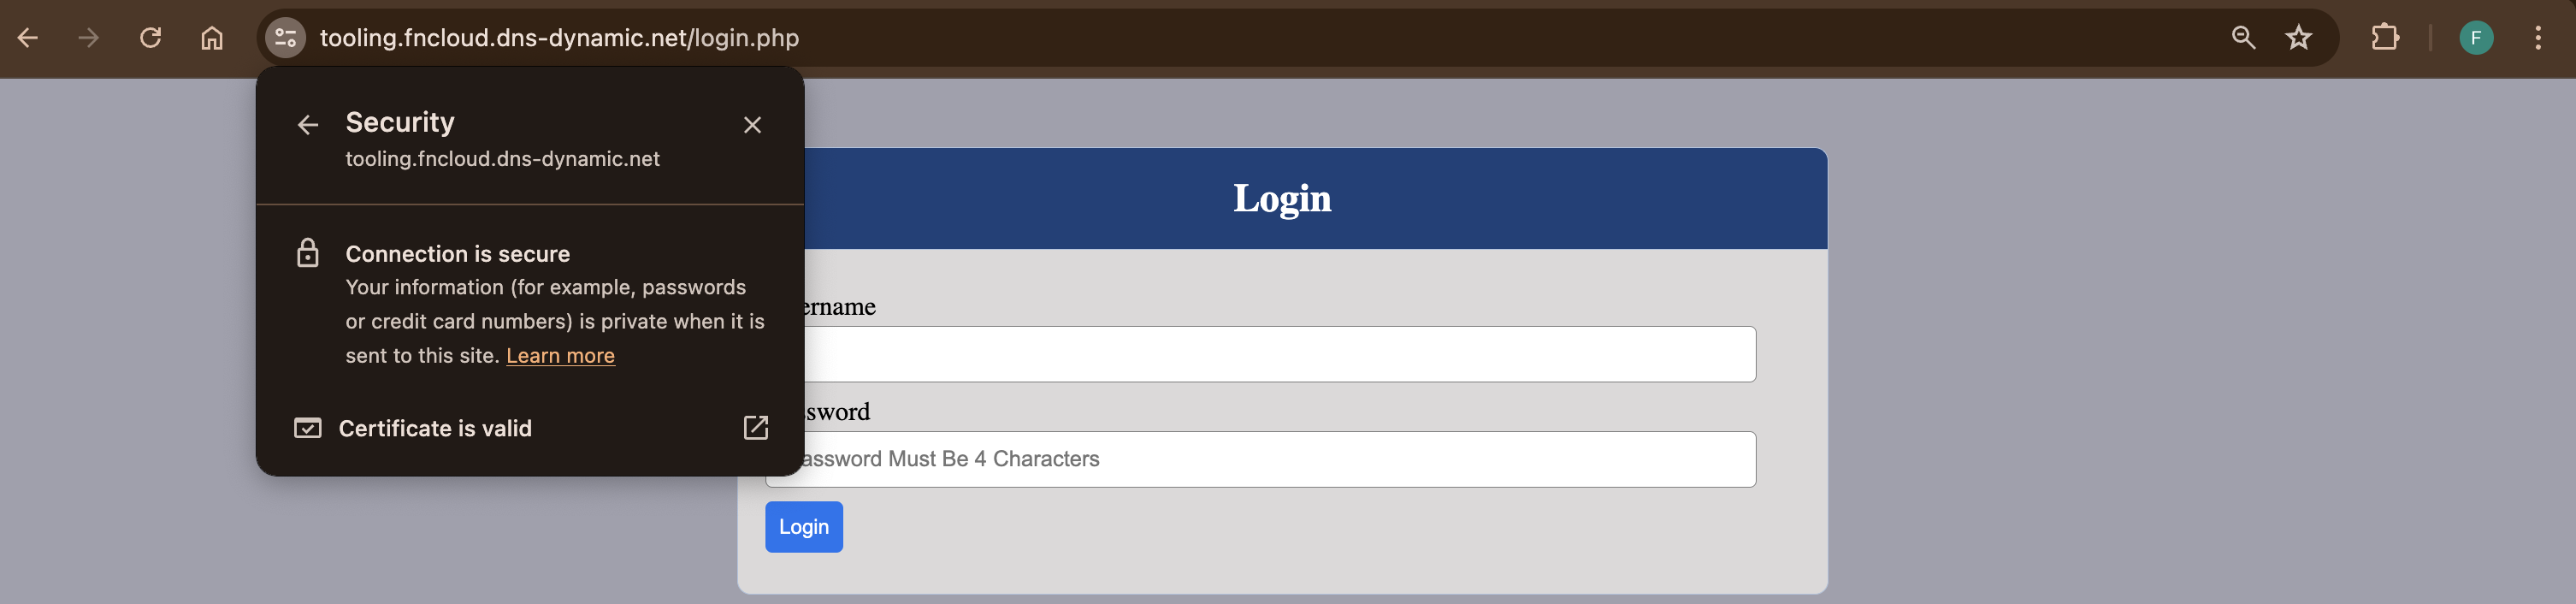 tooling.fncloud.dns-dynamic.net/login.php
F
Security
tooling.fncloud.dns-dynamic.net
Connection is secure
Your information (for example, passwords
or credit card numbers) is private when it is
sent to this site. Learn more
Certificate is valid
Login
ername
sword
assword Must Be 4 Characters
Login